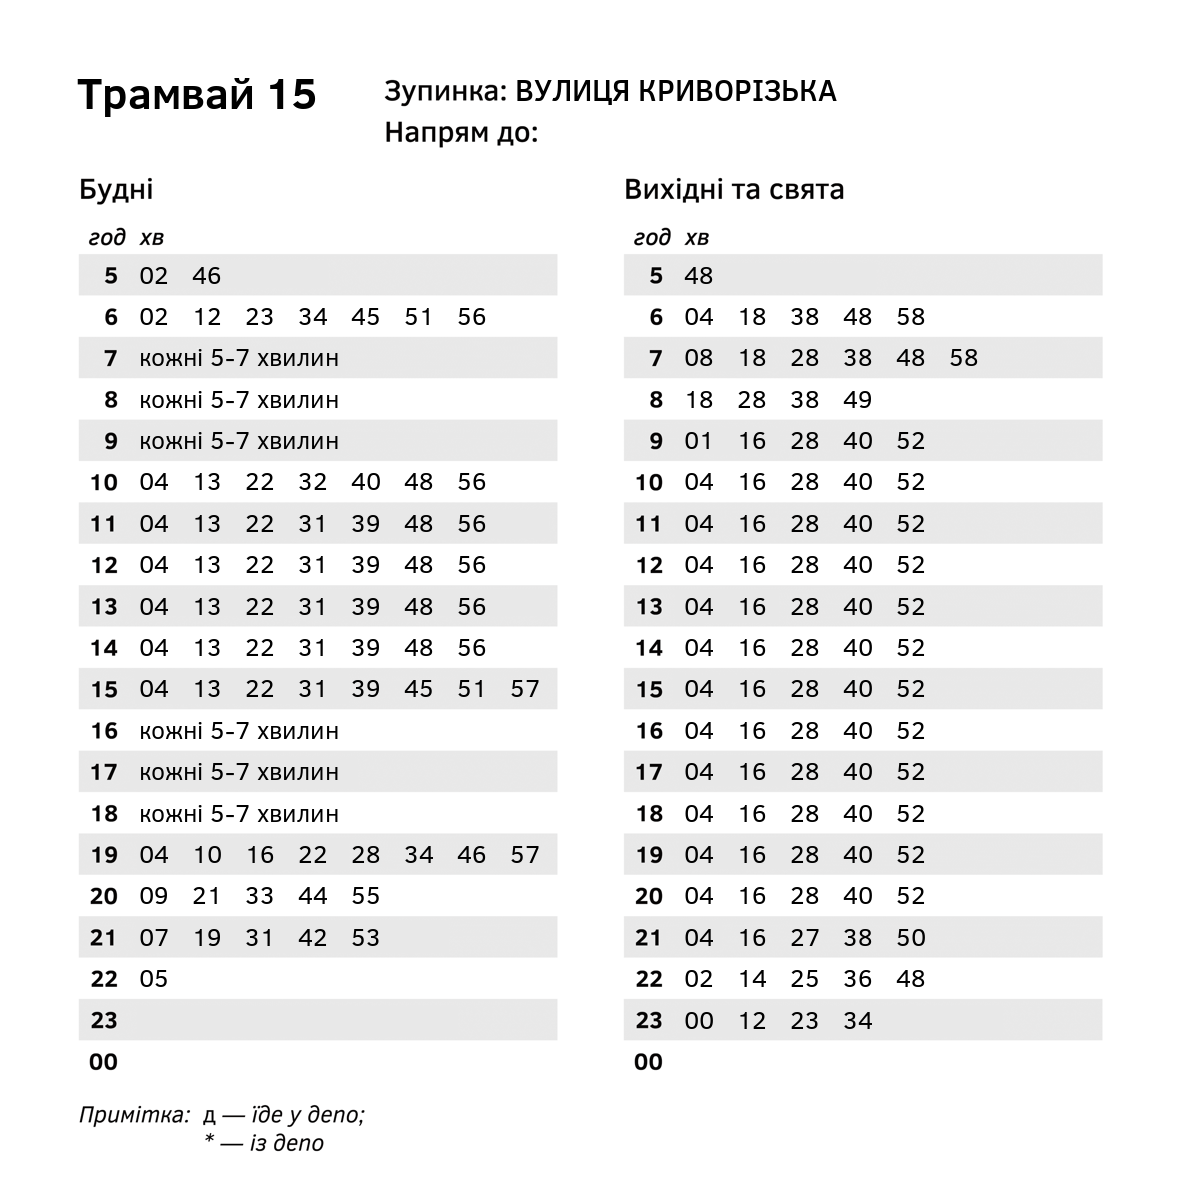 Трамвай 15
Зупинка: ВУЛИЦЯ КРИВОРІЗЬКА
Напрям до:
Будні
год хв
5 02 46
6 02 12 23 34 45 51 56
7 кожні 5-7 хвилин
8 кожні 5-7 хвилин
9 кожні 5-7 хвилин
10 04 13 22 32 40 48 56
11 04 13 22 31 39 48 56
12 04 13 22 31 39 48 56
13 04 13 22 31 39 48 56
14 04 13 22 31 39 48 56
15 04 13 22 31 39 45 51 57
16 кожні 5-7 хвилин
17 кожні 5-7 хвилин
18 кожні 5-7 хвилин
19 04 10 16 22 28 34 46 57
20 09 21 33 44 55
21 07 19 31 42 53
22 05
23
00
Вихідні та свята
год хв
5 48
6 04 18 38 48 58
7 08 18 28 38 48 58
8 18 28 38 49
9 01 16 28 40 52
10 04 16 28 40 52
11 04 16 28 40 52
12 04 16 28 40 52
13 04 16 28 40 52
14 04 16 28 40 52
15 04 16 28 40 52
16 04 16 28 40 52
17 04 16 28 40 52
18 04 16 28 40 52
19 04 16 28 40 52
20 04 16 28 40 52
21 04 16 27 38 50
22 02 14 25 36 48
23 00 12 23 34
00
Примітка: д — їде у депо;
* — із депо